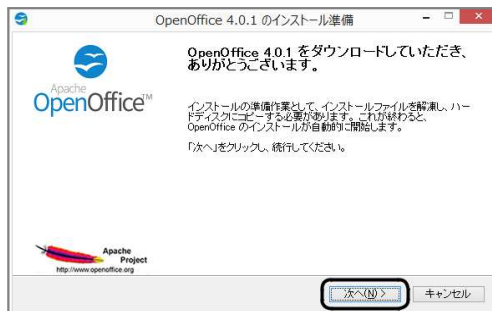 OpenOffice 4.0.1 のインストール準備
OpenOffice 4.0.1 をダウンロードしていただき、
ありがとうございます。
Apache
OpenOffice™
インストールの準備作業として、インストールファイルを解凍し、ハー
ドディスクにコピーする必要があります。これが終わると、
OpenOffice のインストールが自動的に開始します。
「次へ」をクリックし、続行してください。
Apache
Project
http://www.openoffice.org
次へ(N) >
キャンセル